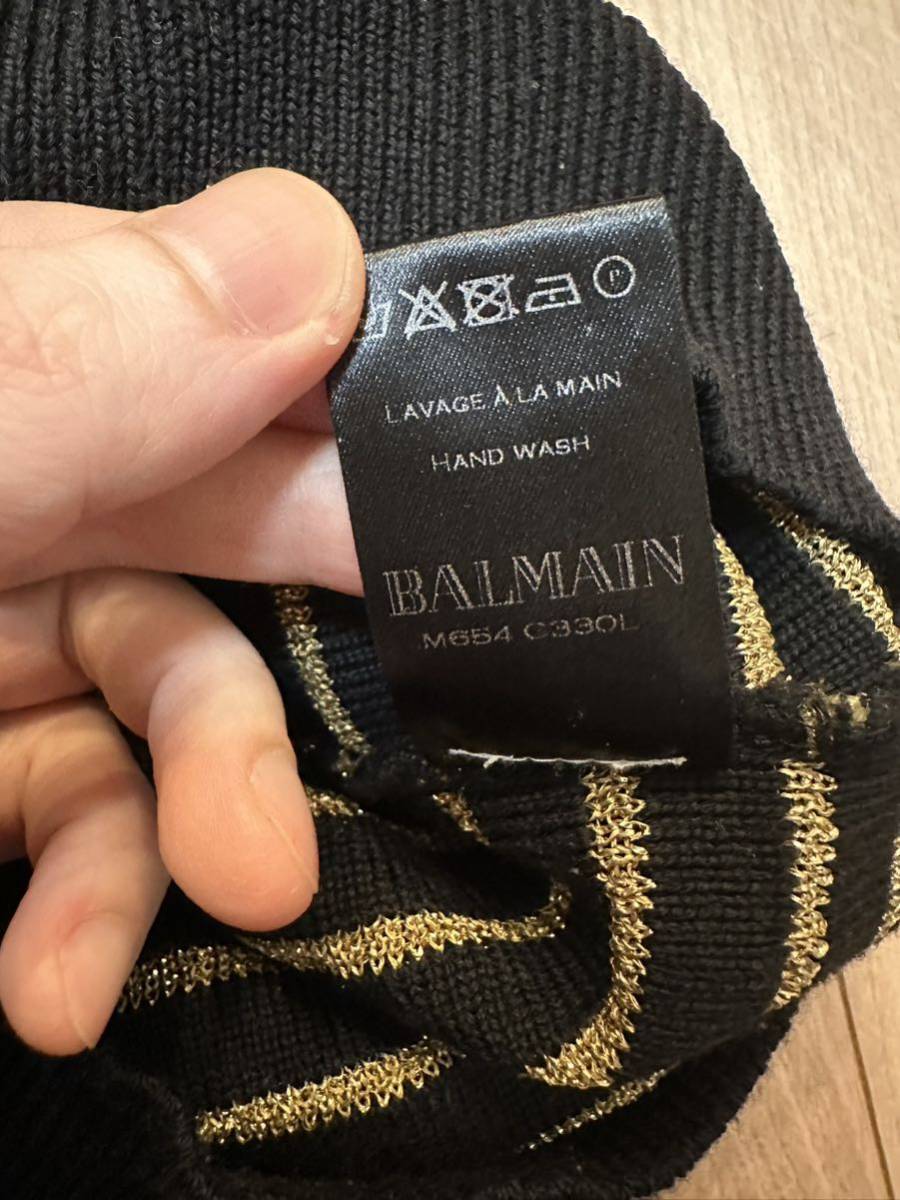 P
LAVAGE À LA MAIN
HAND WASH
BALMAIN
M654 C330L